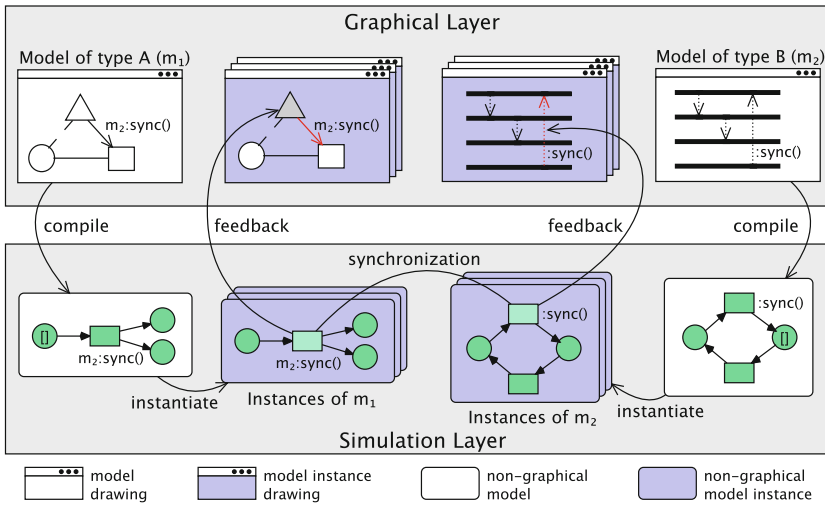 Graphical Layer
Model of type A (m₁)
Model of type B (m₂)
m₂:sync()
m₂:sync()
:sync()
:sync()
compile
feedback
feedback
compile
synchronization
[]
m₂:sync()
m₂:sync()
:sync()
:sync()
[]
instantiate
Instances of m₁
Instances of m₂
instantiate
Simulation Layer
model
drawing
model instance
drawing
non-graphical
model
non-graphical
model instance